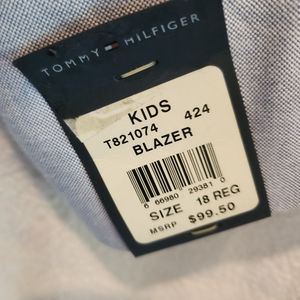 TOMMY HILFIGER
KIDS
T821074 424
BLAZER
6 66980 29381 0
SIZE 18 REG
MSRP $99.50